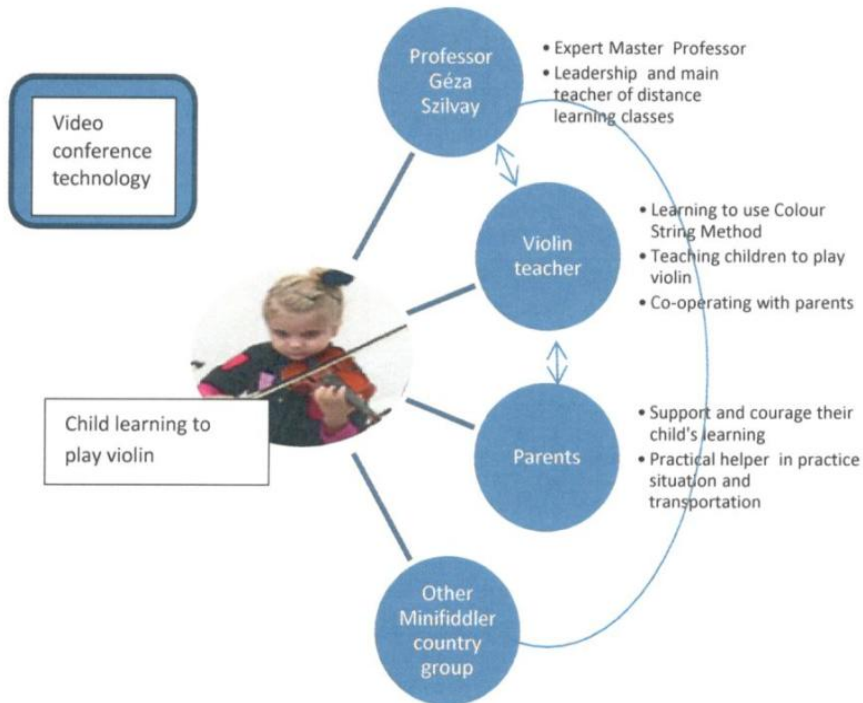 Professor
Géza
Szilvay
• Expert Master Professor
• Leadership and main
teacher of distance
learning classes
Video
conference
technology
Violin
teacher
• Learning to use Colour
String Method
• Teaching children to play
violin
• Co-operating with parents
Child learning to
play violin
Parents
• Support and courage their
child's learning
• Practical helper in practice
situation and
transportation
Other
Minifiddler
country
group